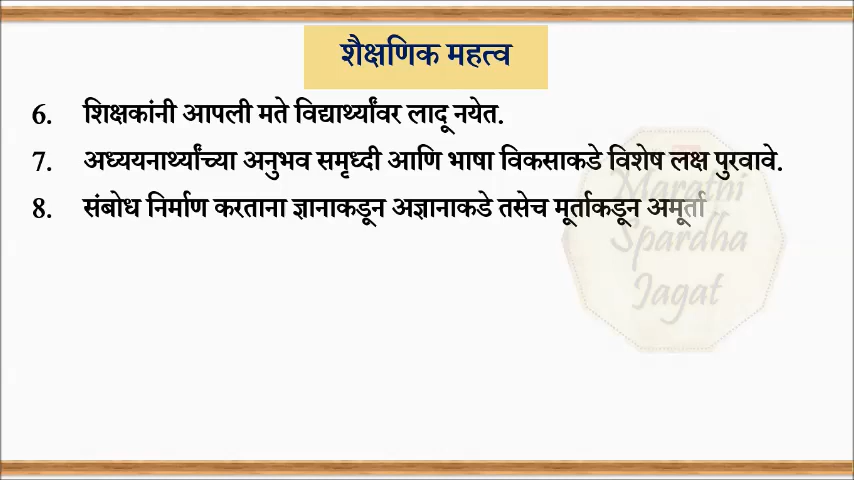 शैक्षणिक महत्व
6. शिक्षकांनी आपली मते विद्यार्थ्यांवर लादू नयेत.
7. अध्ययनार्थ्यांच्या अनुभव समृध्दी आणि भाषा विकसाकडे विशेष लक्ष पुरवावे.
8. संबोध निर्माण करताना ज्ञानाकडून अज्ञानाकडे तसेच मूर्ताकडून अमूर्ता
Marathi
Spardha
Jagat